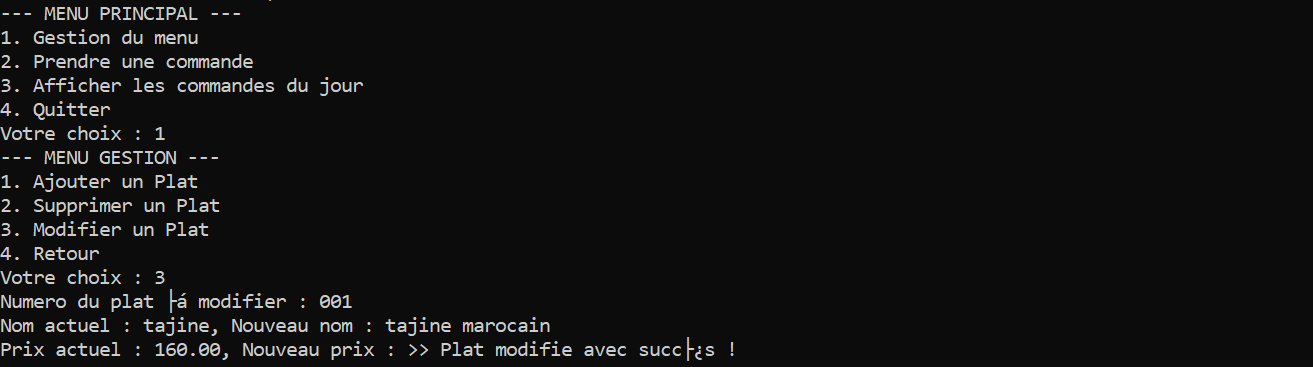 --- MENU PRINCIPAL ---
1. Gestion du menu
2. Prendre une commande
3. Afficher les commandes du jour
4. Quitter
Votre choix : 1
--- MENU GESTION ---
1. Ajouter un Plat
2. Supprimer un Plat
3. Modifier un Plat
4. Retour
Votre choix : 3
Numero du plat ├á modifier : 001
Nom actuel : tajine, Nouveau nom : tajine marocain
Prix actuel : 160.00, Nouveau prix : >> Plat modifie avec succ├¿s !